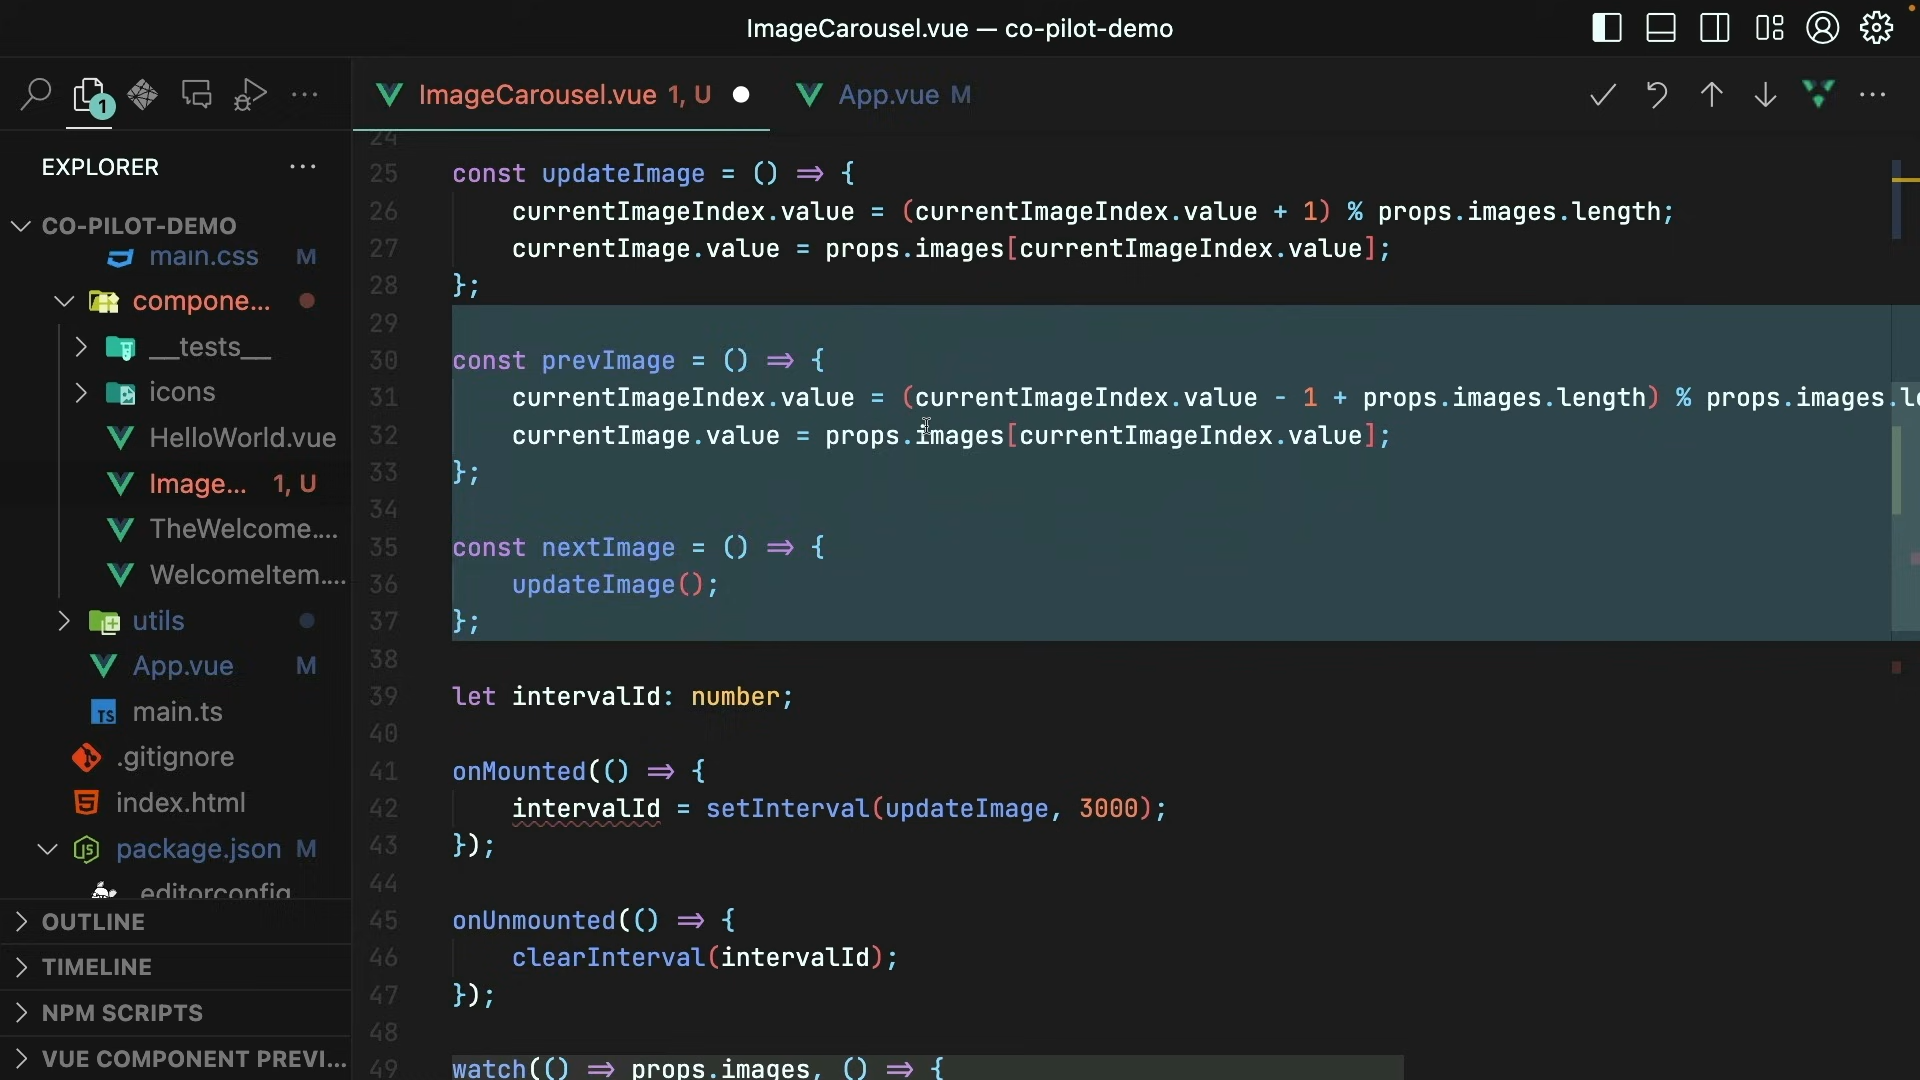 ImageCarousel.vue — co-pilot-demo
1
ImageCarousel.vue 1, U
App.vue M
EXPLORER
CO-PILOT-DEMO
main.css M
compone...
__tests__
icons
HelloWorld.vue
Image... 1, U
TheWelcome....
WelcomeItem....
utils
App.vue M
TS main.ts
.gitignore
index.html
package.json M
editorconfig
OUTLINE
TIMELINE
NPM SCRIPTS
VUE COMPONENT PREVI...
24
25 const updateImage = () => {
26 currentImageIndex.value = (currentImageIndex.value + 1) % props.images.length;
27 currentImage.value = props.images[currentImageIndex.value];
28 };
29
30 const prevImage = () => {
31 currentImageIndex.value = (currentImageIndex.value - 1 + props.images.length) % props.images.le
32 currentImage.value = props.images[currentImageIndex.value];
33 };
34
35 const nextImage = () => {
36 updateImage();
37 };
38
39 let intervalId: number;
40
41 onMounted(() => {
42 intervalId = setInterval(updateImage, 3000);
43 });
44
45 onUnmounted(() => {
46 clearInterval(intervalId);
47 });
48
49 watch(() => props.images, () => {